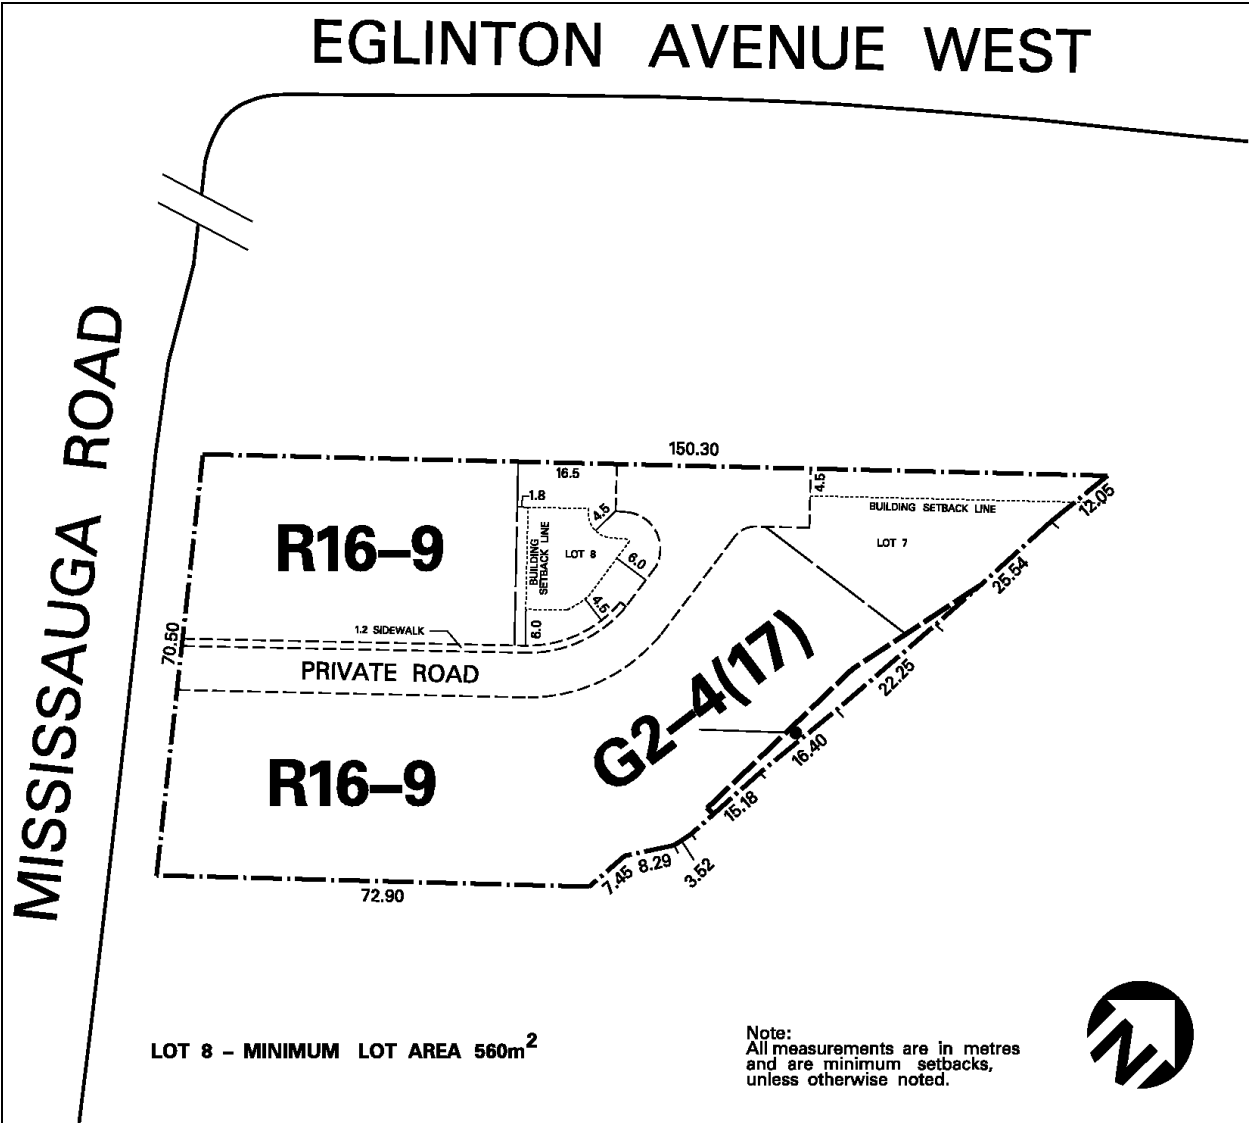 EGLINTON AVENUE WEST
MISSISSAUGA ROAD
150.30
16.5
1.8
4.5
4.5
BUILDING SETBACK LINE
12.05
R16–9
BUILDING
SETBACK LINE
LOT 8
LOT 7
6.0
25.54
4.5
6.0
1.2 SIDEWALK
70.50
PRIVATE ROAD
G2–4(17)
22.25
16.40
R16–9
15.18
3.52
8.29
7.45
72.90
LOT 8 – MINIMUM LOT AREA 560m2
Note:
All measurements are in metres
and are minimum setbacks,
unless otherwise noted.
N